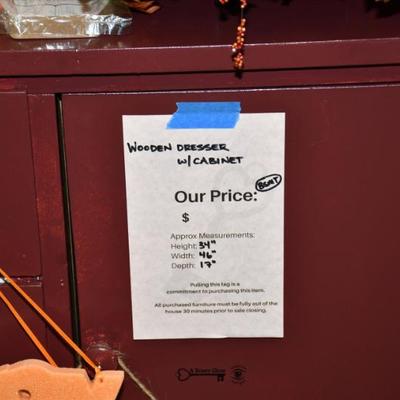 WOODEN DRESSER
W/ CABINET
BSMT
Our Price:
$
Approx Measurements:
Height: 34"
Width: 46"
Depth: 17"
Pulling this tag is a
commitment to purchasing this item.
All purchased furniture must be fully out of the
house 30 minutes prior to sale closing.